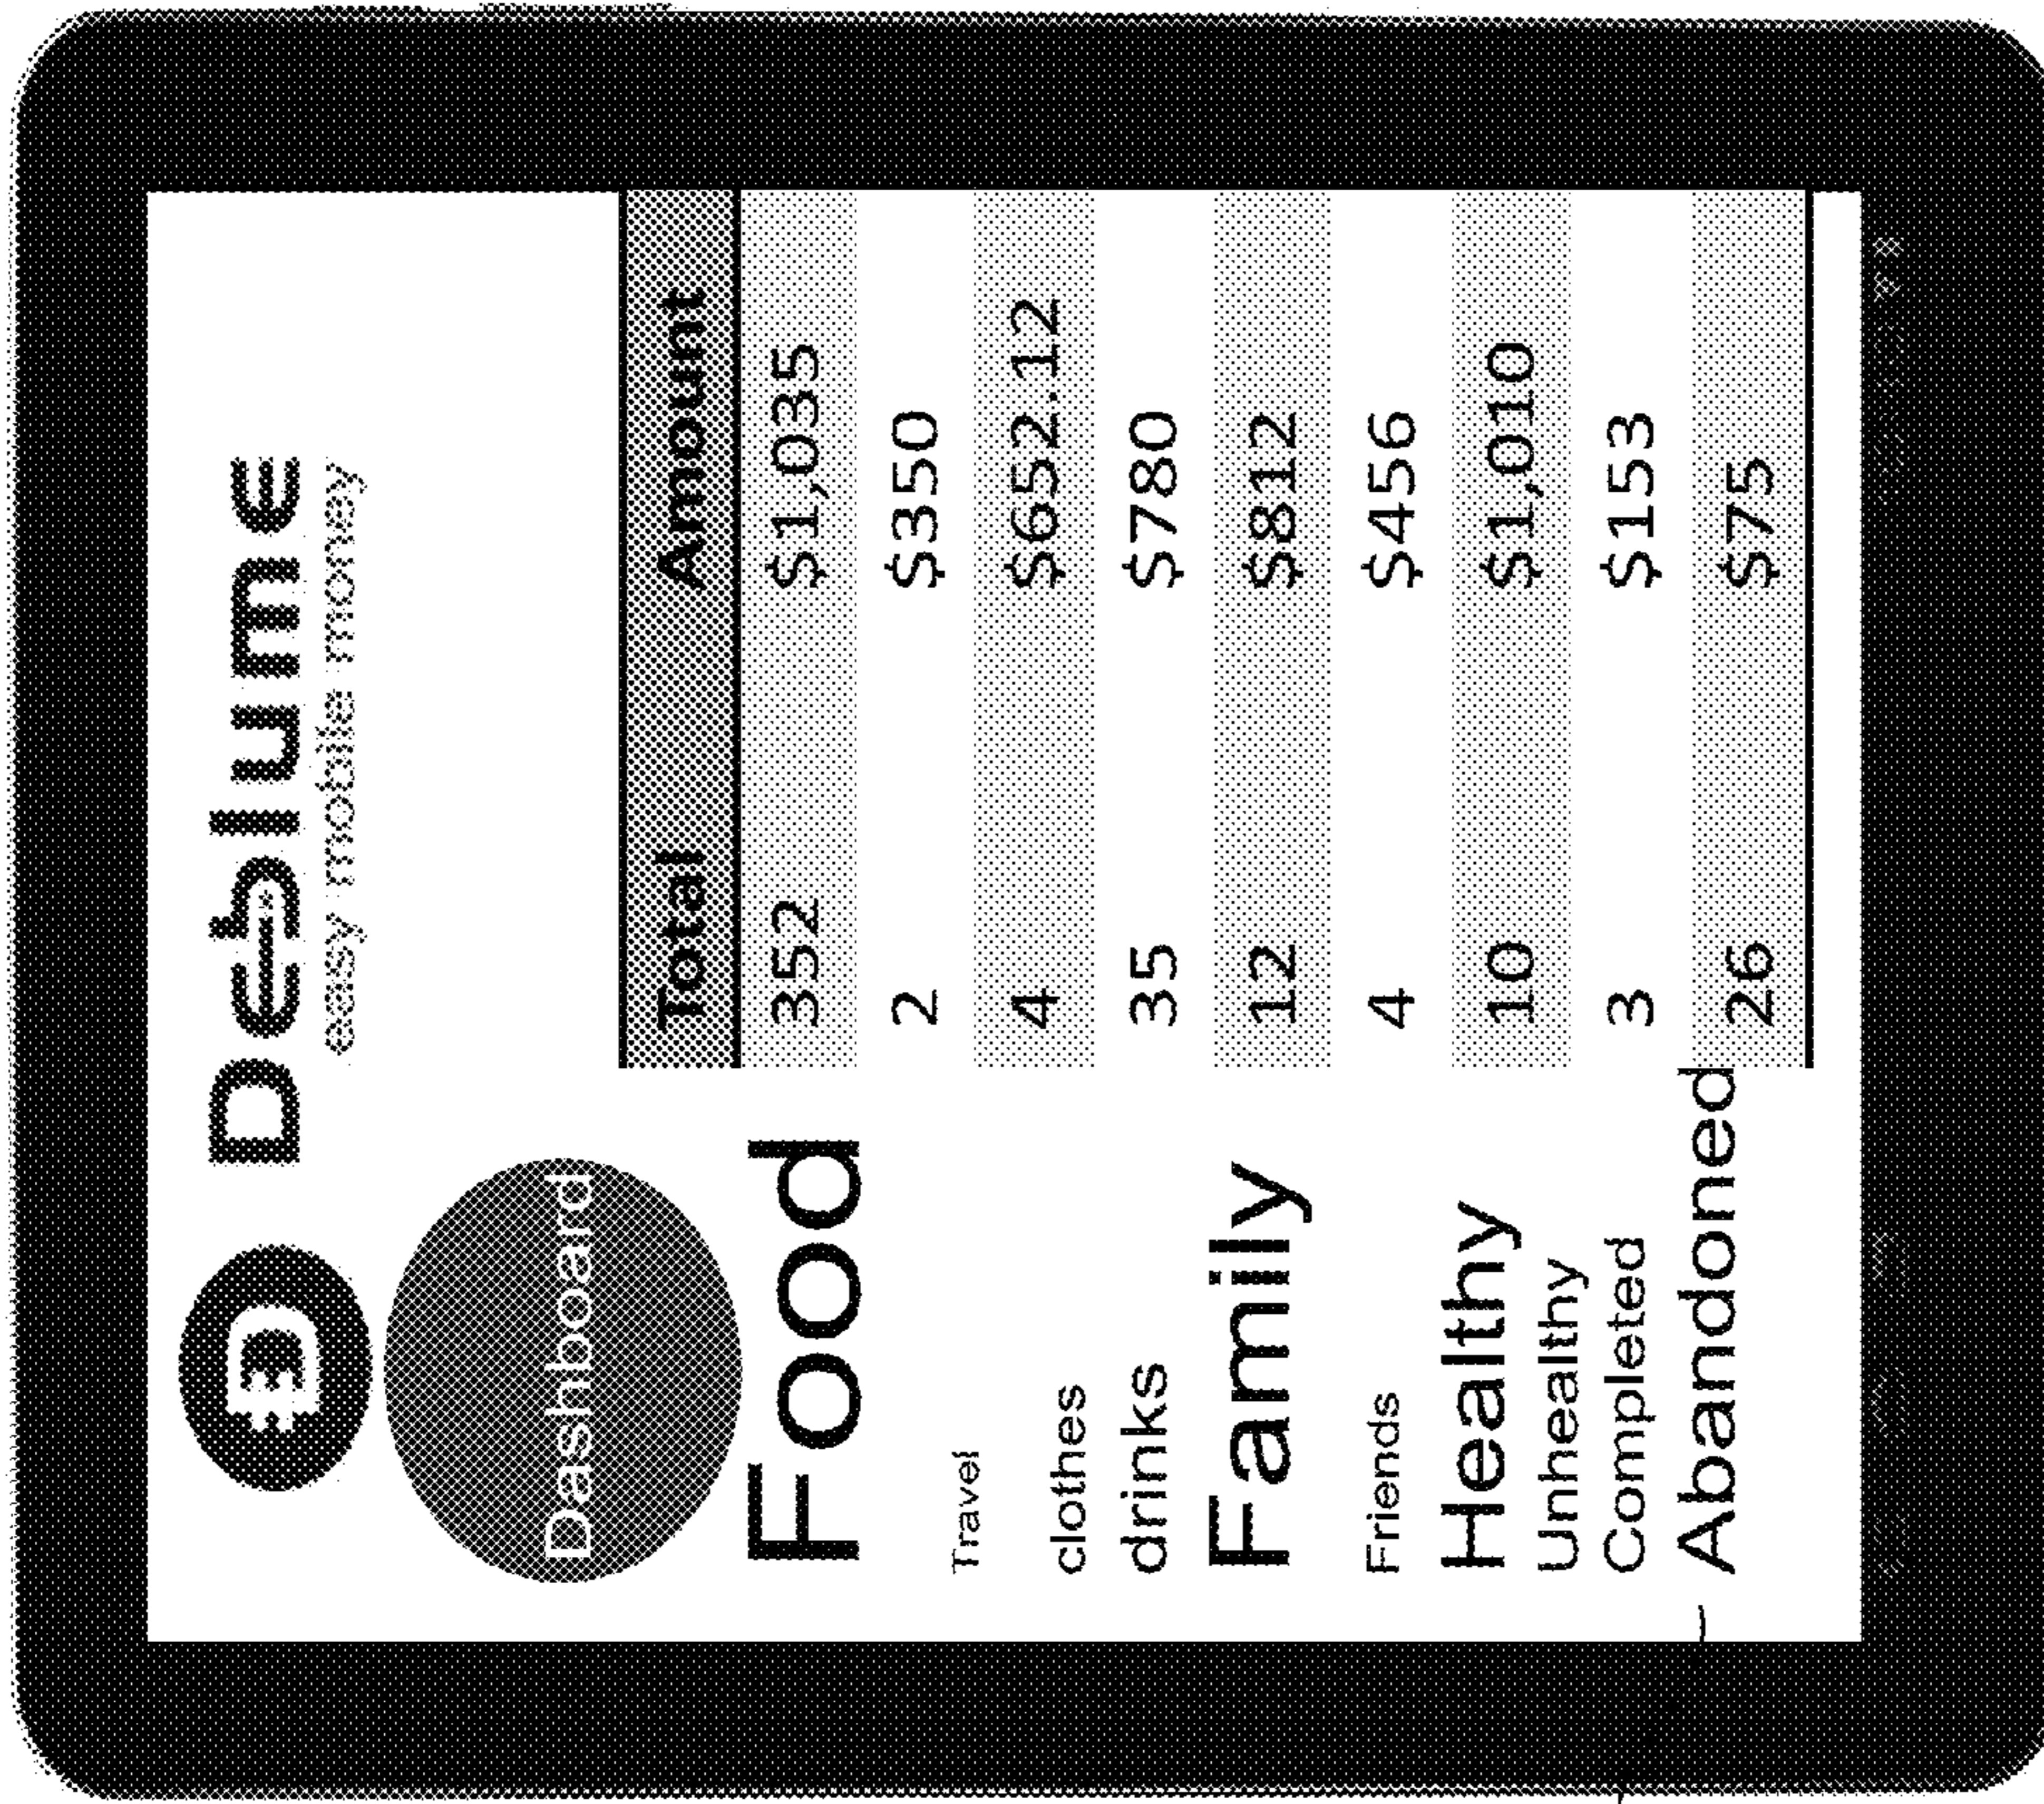 Deblume
easy mobile money
Dashboard
Total Amount
Food 352 $1,035
Travel 2 $350
clothes 4 $652.12
drinks 35 $780
Family 12 $812
Friends 4 $456
Healthy 10 $1,010
Unhealthy
Completed 3 $153
Abandoned 26 $75